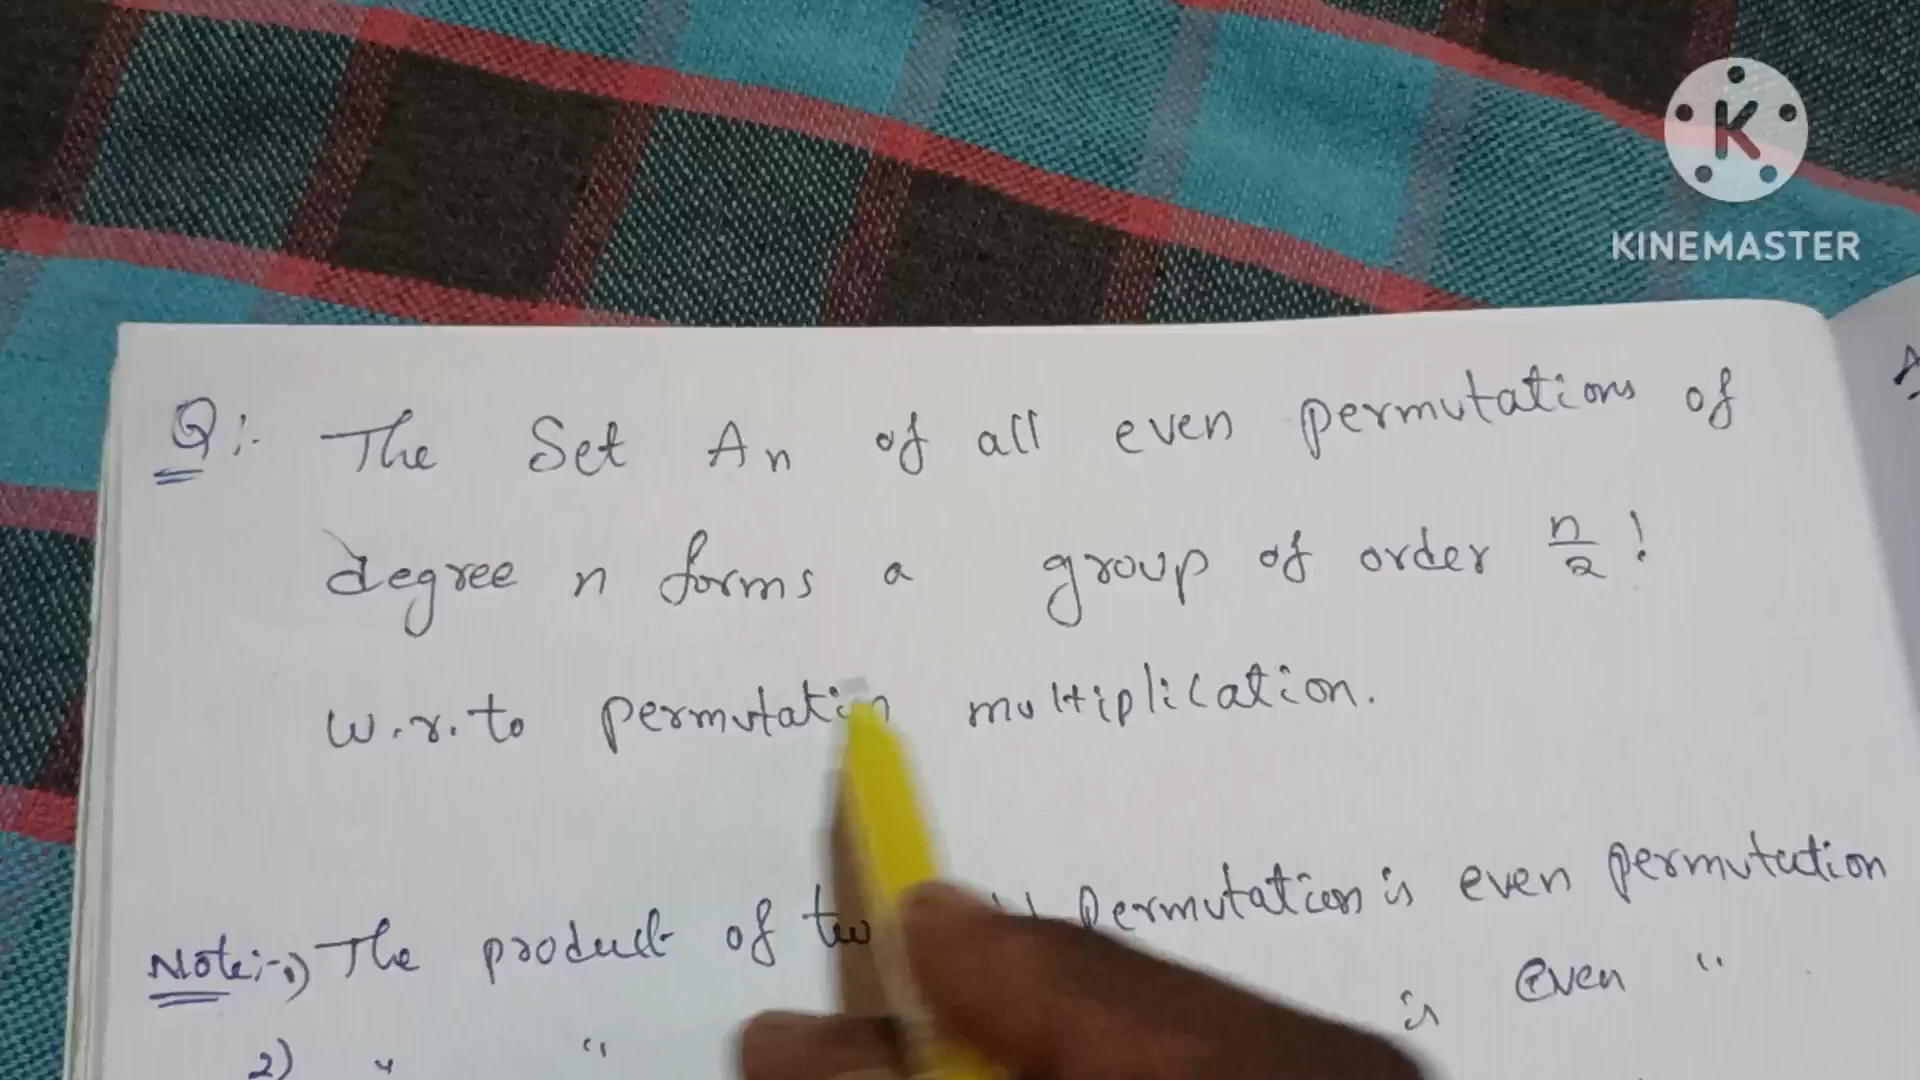 KINEMASTER
Q:- The Set An of all even permutations of
degree n forms a group of order n/2 !
w.r.to permutation multiplication.
Note:-1) The product of two permutation is even permutation
is even "
2) " "